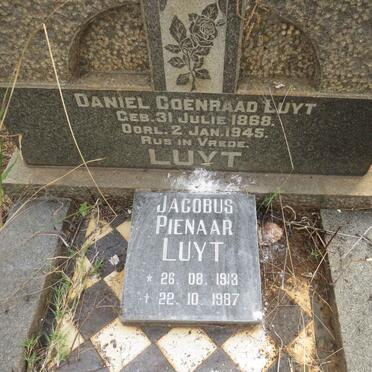 DANIEL COENRAAD LUYT
GEB. 31 JULIE 1868.
OORL. 2 JAN. 1945.
RUS IN VREDE.
LUYT
JACOBUS
PIENAAR
LUYT
* 26. 08. 1913
† 22. 10. 1987